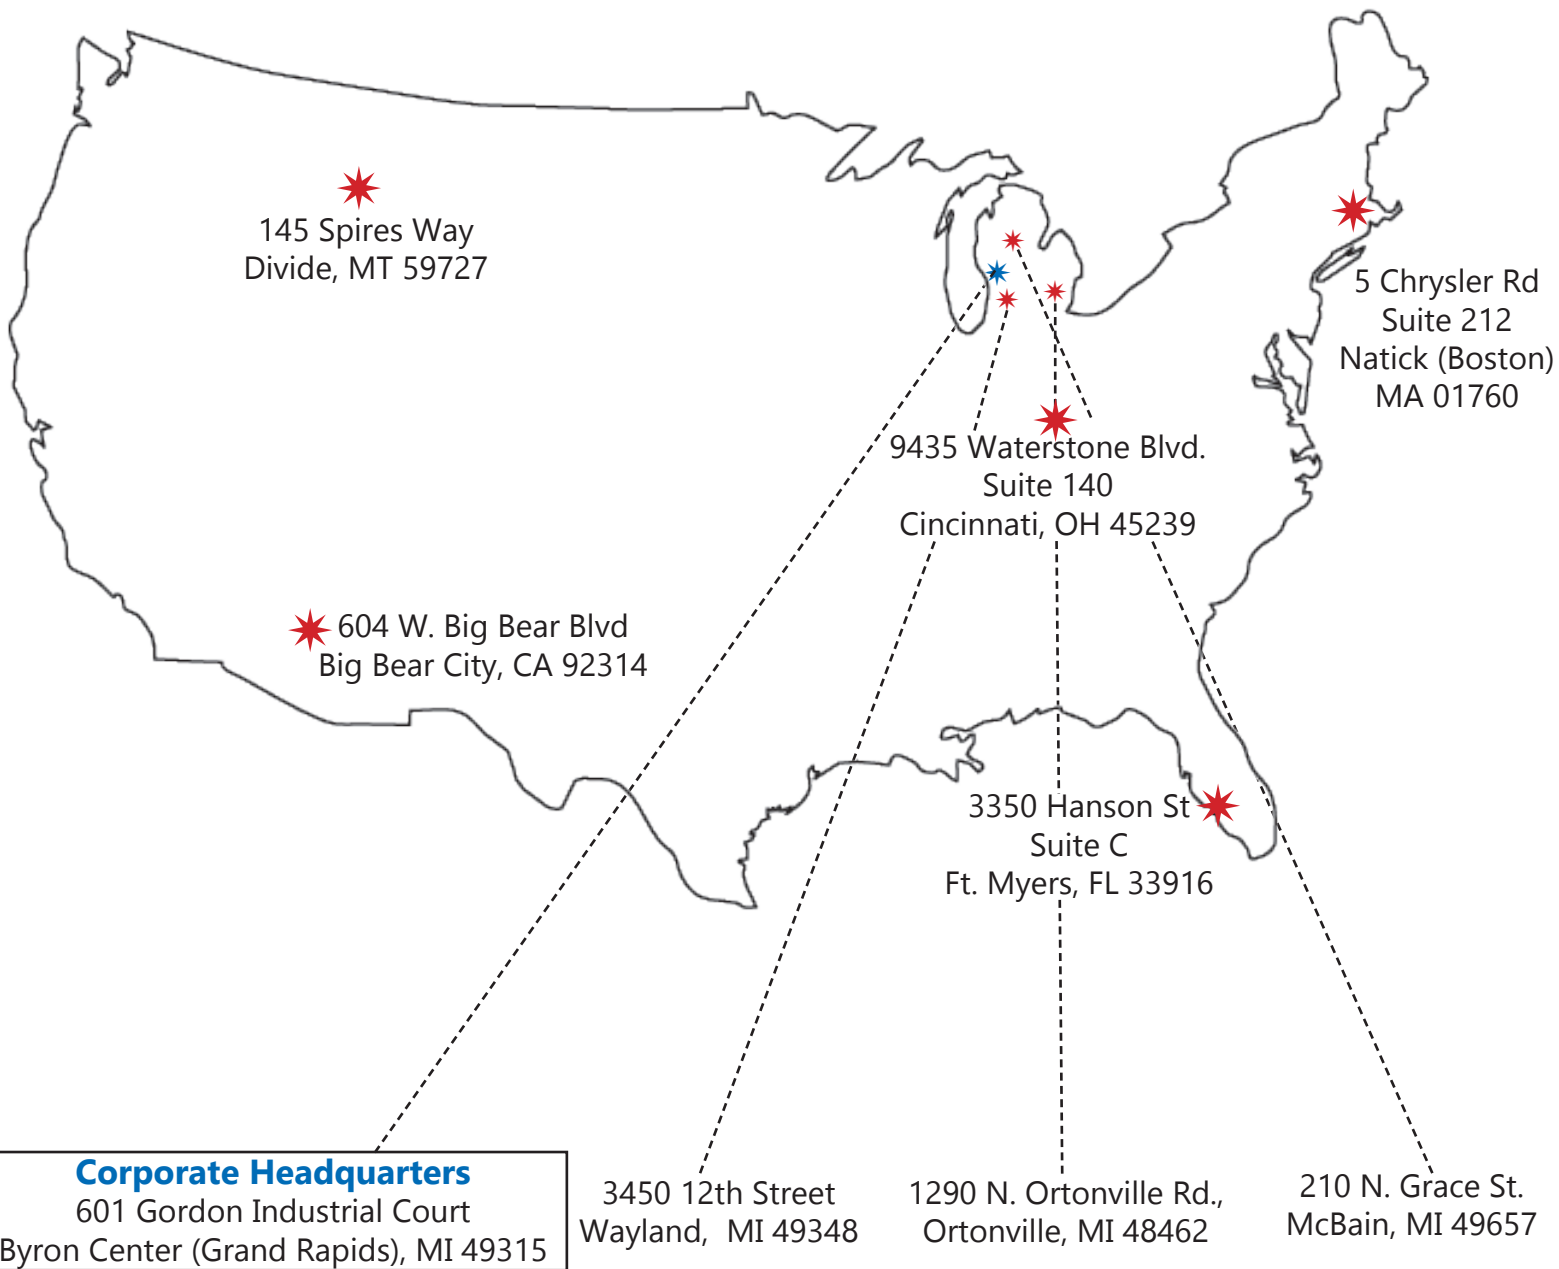 145 Spires Way
Divide, MT 59727
5 Chrysler Rd
Suite 212
Natick (Boston)
MA 01760
9435 Waterstone Blvd.
Suite 140
Cincinnati, OH 45239
604 W. Big Bear Blvd
Big Bear City, CA 92314
3350 Hanson St
Suite C
Ft. Myers, FL 33916
Corporate Headquarters
601 Gordon Industrial Court
Byron Center (Grand Rapids), MI 49315
3450 12th Street
Wayland, MI 49348
1290 N. Ortonville Rd.,
Ortonville, MI 48462
210 N. Grace St.
McBain, MI 49657